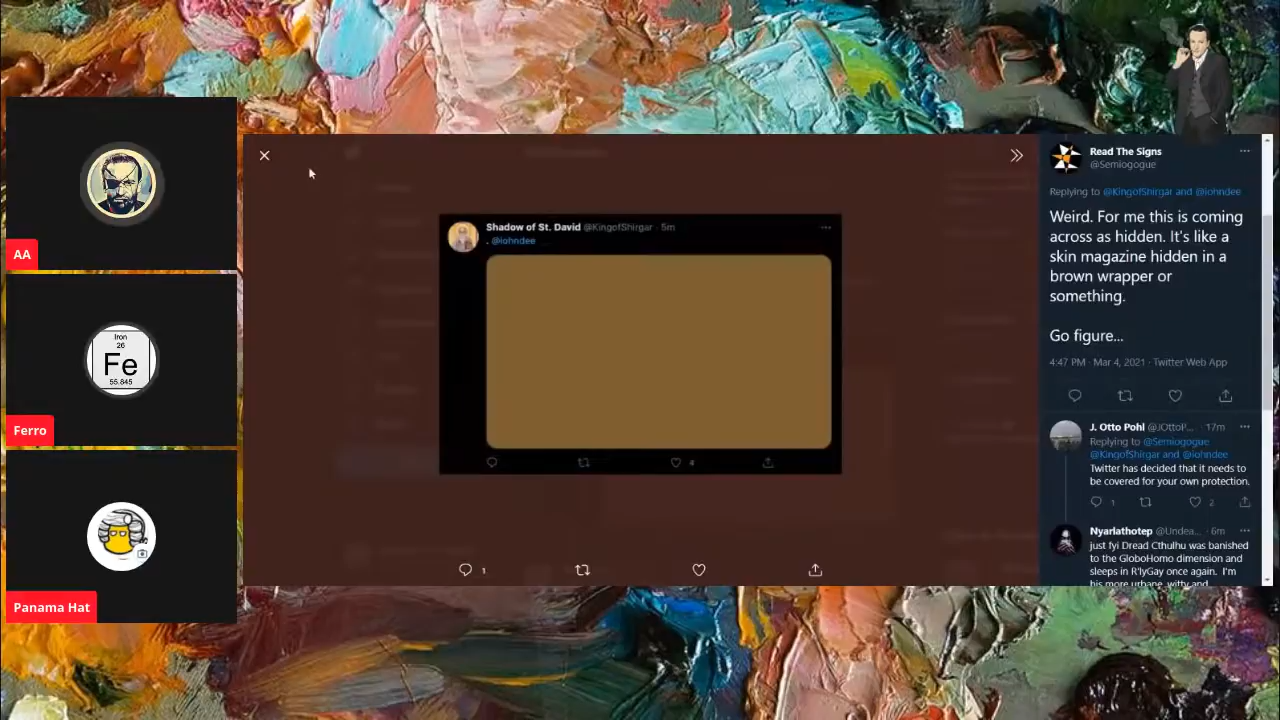 AA
Iron
26
Fe
55.845
Ferro
Panama Hat
Shadow of St. David @KingofShirgar · 5m
. @iohndee
4
1
Read The Signs
@Semiogogue
Replying to @KingofShirgar and @iohndee
Weird. For me this is coming
across as hidden. It's like a
skin magazine hidden in a
brown wrapper or
something.
Go figure...
4:47 PM · Mar 4, 2021 · Twitter Web App
J. Otto Pohl @JOttoP... · 17m
Replying to @Semiogogue
@KingofShirgar and @iohndee
Twitter has decided that it needs to
be covered for your own protection.
1 2
Nyarlathotep @Undea... · 6m
just fyi Dread Cthulhu was banished
to the GloboHomo dimension and
sleeps in R'lyGay once again. I'm
his more urbane, witty and